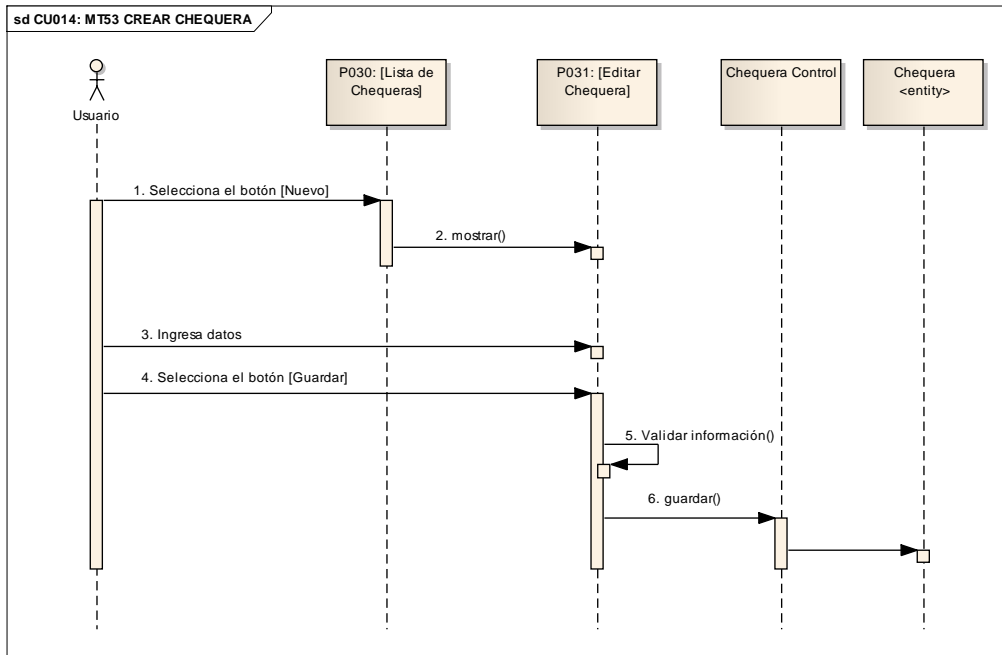 sd CU014: MT53 CREAR CHEQUERA
Usuario
P030: [Lista de
Chequeras]
P031: [Editar
Chequera]
Chequera Control
Chequera
<entity>
1. Selecciona el botón [Nuevo]
2. mostrar()
3. Ingresa datos
4. Selecciona el botón [Guardar]
5. Validar información()
6. guardar()